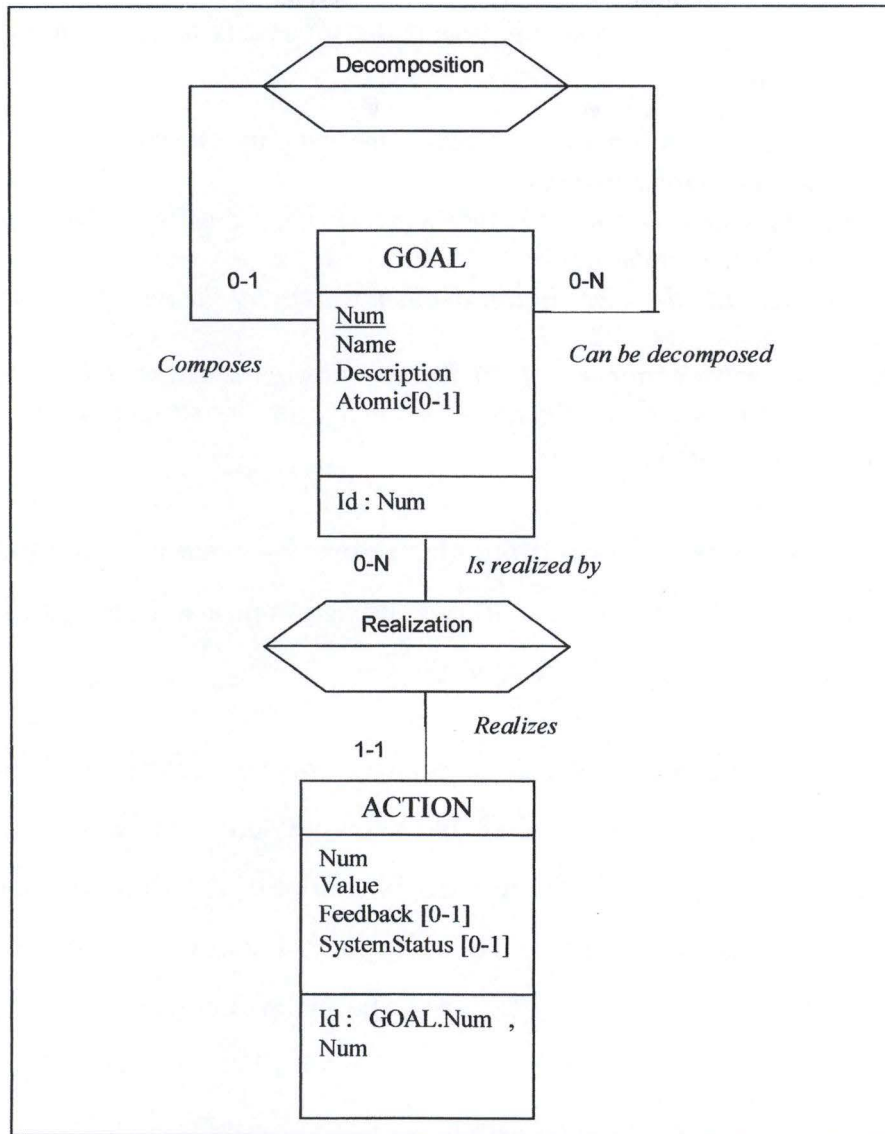 Decomposition
GOAL
0-1
0-N
Num
Name
Description
Atomic[0-1]
Composes
Can be decomposed
Id : Num
0-N
Is realized by
Realization
Realizes
1-1
ACTION
Num
Value
Feedback [0-1]
SystemStatus [0-1]
Id : GOAL.Num ,
Num